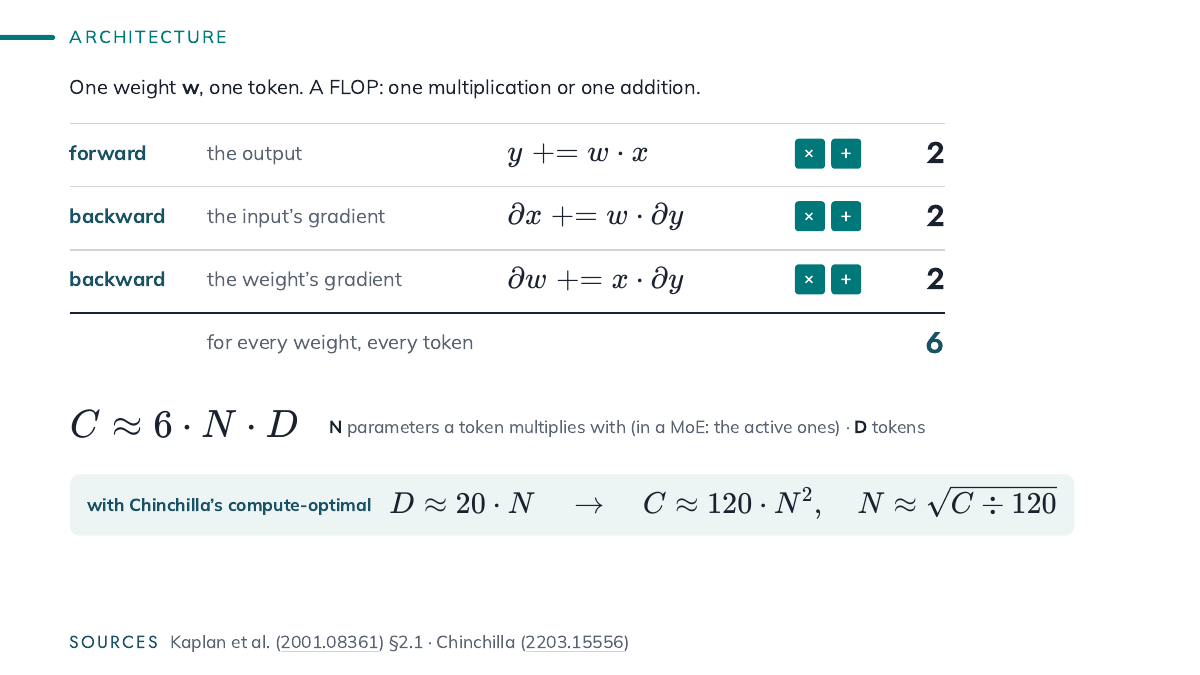 ARCHITECTURE
One weight w, one token. A FLOP: one multiplication or one addition.
forward the output y += w · x × + 2
backward the input's gradient ∂x += w · ∂y × + 2
backward the weight's gradient ∂w += x · ∂y × + 2
for every weight, every token 6
C ≈ 6 · N · D N parameters a token multiplies with (in a MoE: the active ones) · D tokens
with Chinchilla's compute-optimal D ≈ 20 · N → C ≈ 120 · N², N ≈ √(C ÷ 120)
SOURCES Kaplan et al. (2001.08361) §2.1 · Chinchilla (2203.15556)